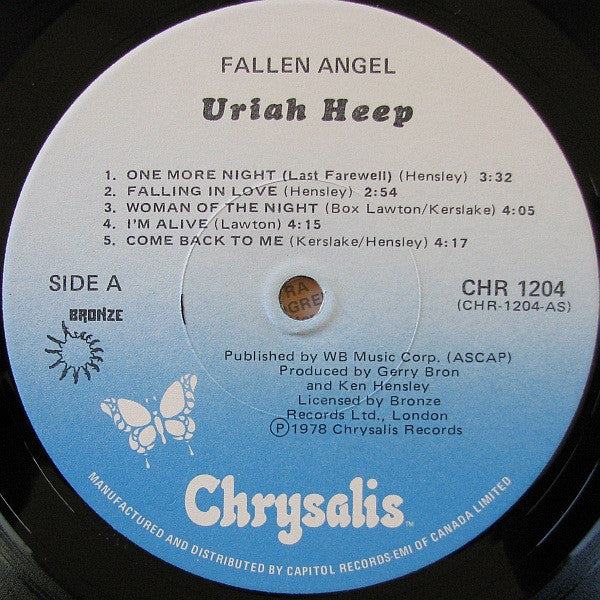 FALLEN ANGEL
Uriah Heep
1. ONE MORE NIGHT (Last Farewell) (Hensley) 3:32
2. FALLING IN LOVE (Hensley) 2:54
3. WOMAN OF THE NIGHT (Box Lawton/Kerslake) 4:05
4. I'M ALIVE (Lawton) 4:15
5. COME BACK TO ME (Kerslake/Hensley) 4:17
SIDE A
CHR 1204
(CHR-1204-AS)
BRONZE
Published by WB Music Corp. (ASCAP)
Produced by Gerry Bron
and Ken Hensley
Licensed by Bronze
Records Ltd., London
Ⓟ1978 Chrysalis Records
Chrysalis™
MANUFACTURED AND DISTRIBUTED BY CAPITOL RECORDS-EMI OF CANADA LIMITED